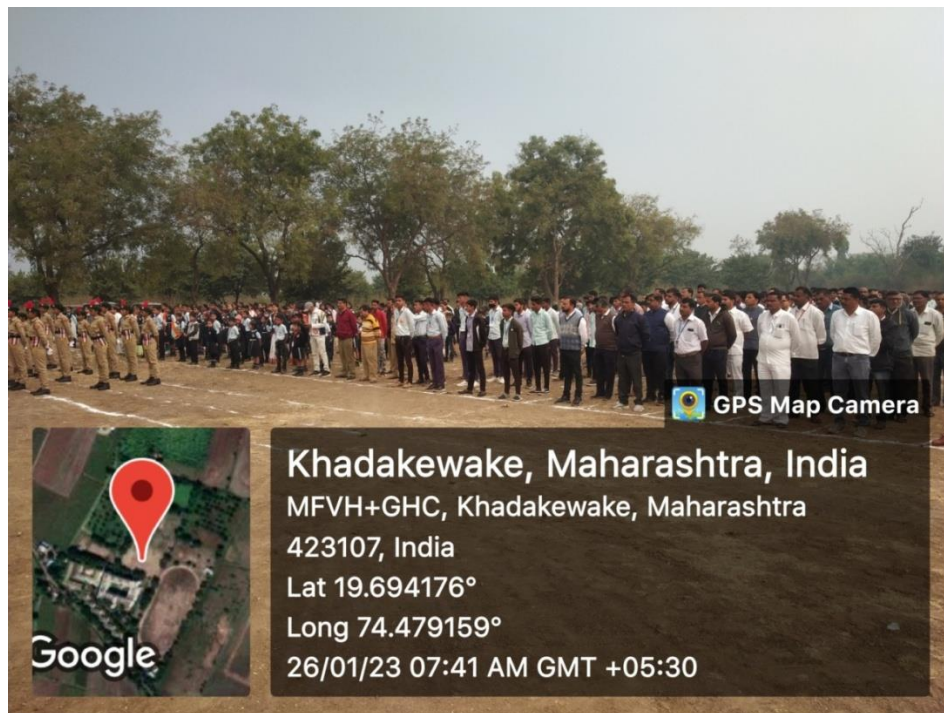 GPS Map Camera
Khadakewake, Maharashtra, India
MFVH+GHC, Khadakewake, Maharashtra
423107, India
Lat 19.694176°
Long 74.479159°
26/01/23 07:41 AM GMT +05:30
Google